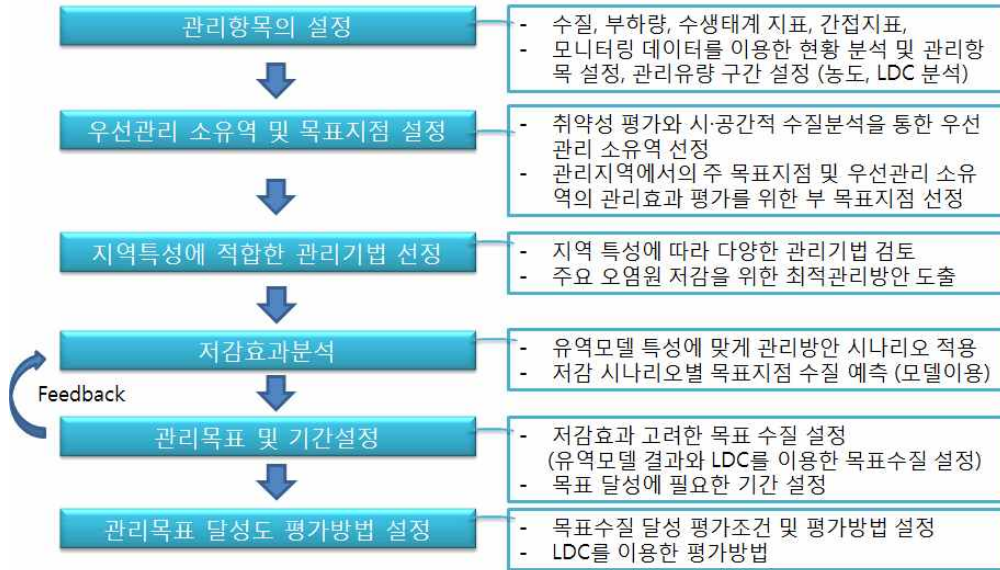 관리항목의 설정
- 수질, 부하량, 수생태계 지표, 간접지표,
- 모니터링 데이터를 이용한 현황 분석 및 관리항
목 설정, 관리유량 구간 설정 (농도, LDC 분석)
우선관리 소유역 및 목표지점 설정
- 취약성 평가와 시·공간적 수질분석을 통한 우선
관리 소유역 선정
- 관리지역에서의 주 목표지점 및 우선관리 소유
역의 관리효과 평가를 위한 부 목표지점 선정
지역특성에 적합한 관리기법 선정
- 지역 특성에 따라 다양한 관리기법 검토
- 주요 오염원 저감을 위한 최적관리방안 도출
저감효과분석
- 유역모델 특성에 맞게 관리방안 시나리오 적용
- 저감 시나리오별 목표지점 수질 예측 (모델이용)
Feedback
관리목표 및 기간설정
- 저감효과 고려한 목표 수질 설정
(유역모델 결과와 LDC를 이용한 목표수질 설정)
- 목표 달성에 필요한 기간 설정
관리목표 달성도 평가방법 설정
- 목표수질 달성 평가조건 및 평가방법 설정
- LDC를 이용한 평가방법